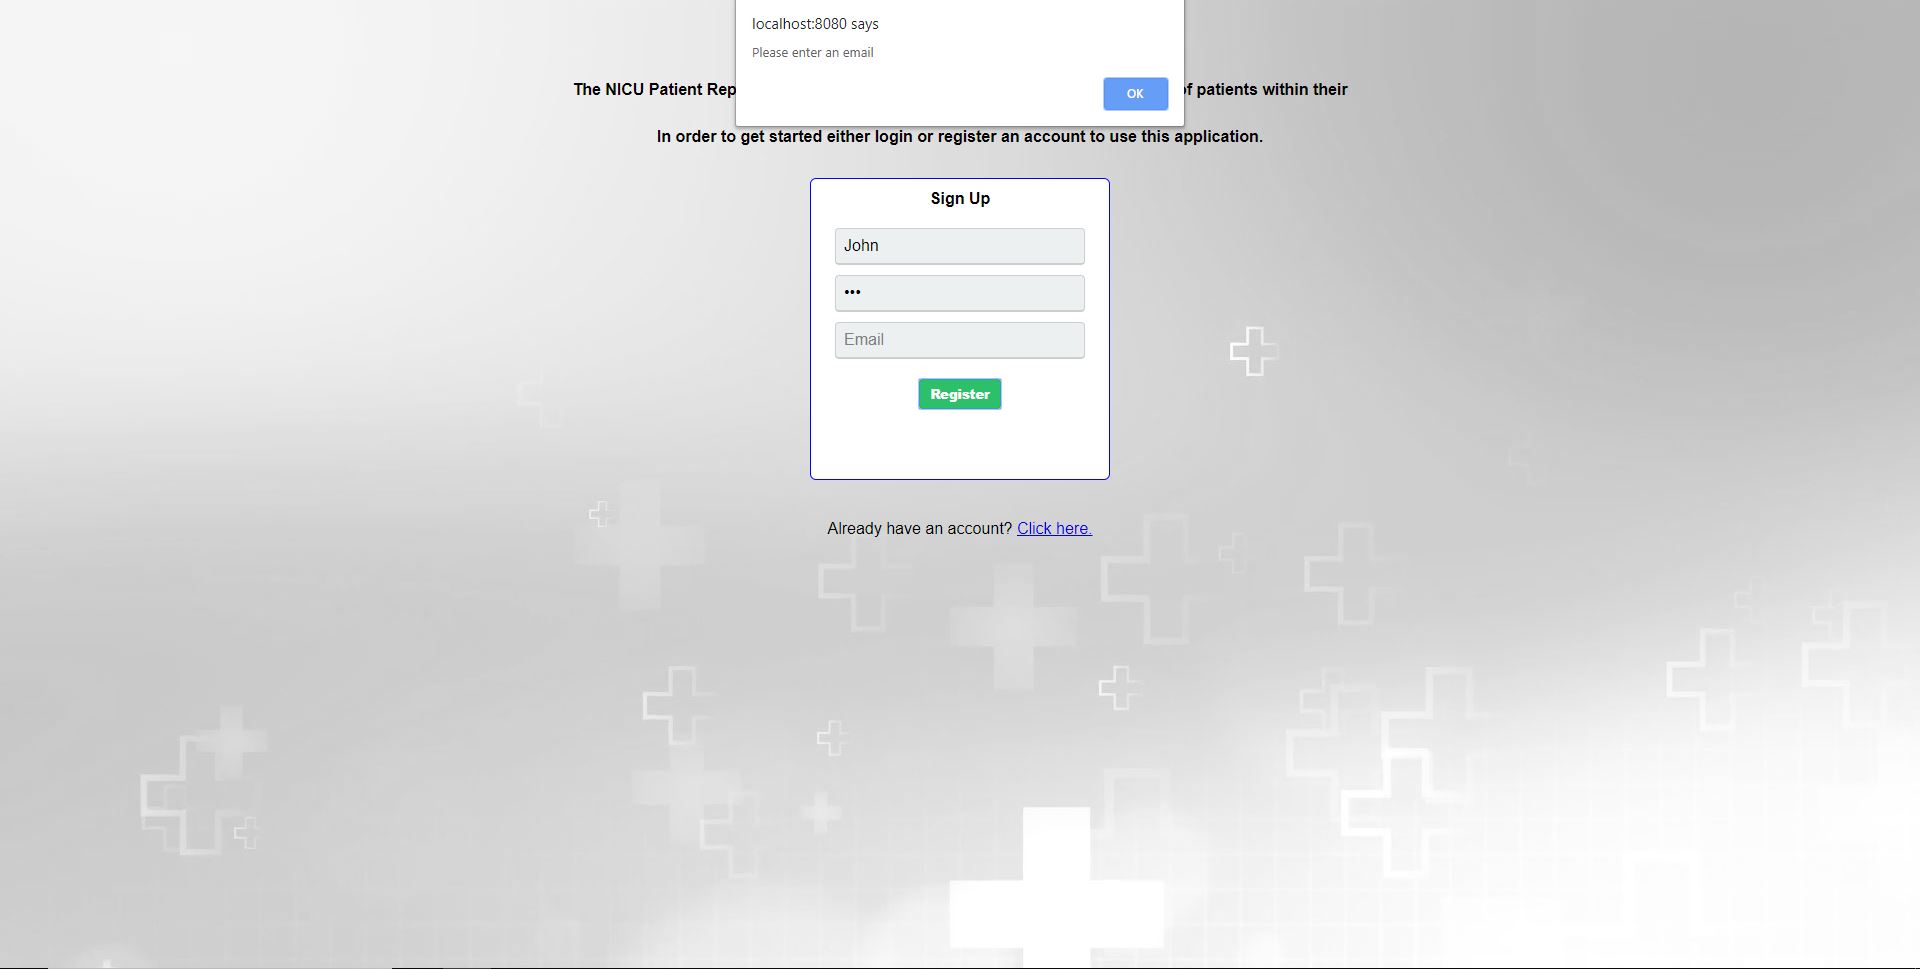 localhost:8080 says
Please enter an email
OK
The NICU Patient Rep
of patients within their
In order to get started either login or register an account to use this application.
Sign Up
John
•••
Email
Register
Already have an account? Click here.